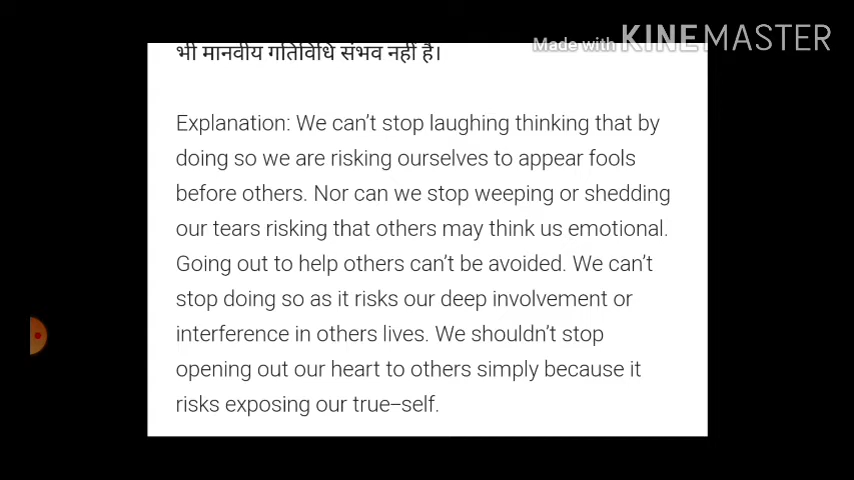 Made with KINEMASTER
भी मानवीय गतिविधि संभव नहीं है।
Explanation: We can't stop laughing thinking that by
doing so we are risking ourselves to appear fools
before others. Nor can we stop weeping or shedding
our tears risking that others may think us emotional.
Going out to help others can't be avoided. We can't
stop doing so as it risks our deep involvement or
interference in others lives. We shouldn't stop
opening out our heart to others simply because it
risks exposing our true–self.